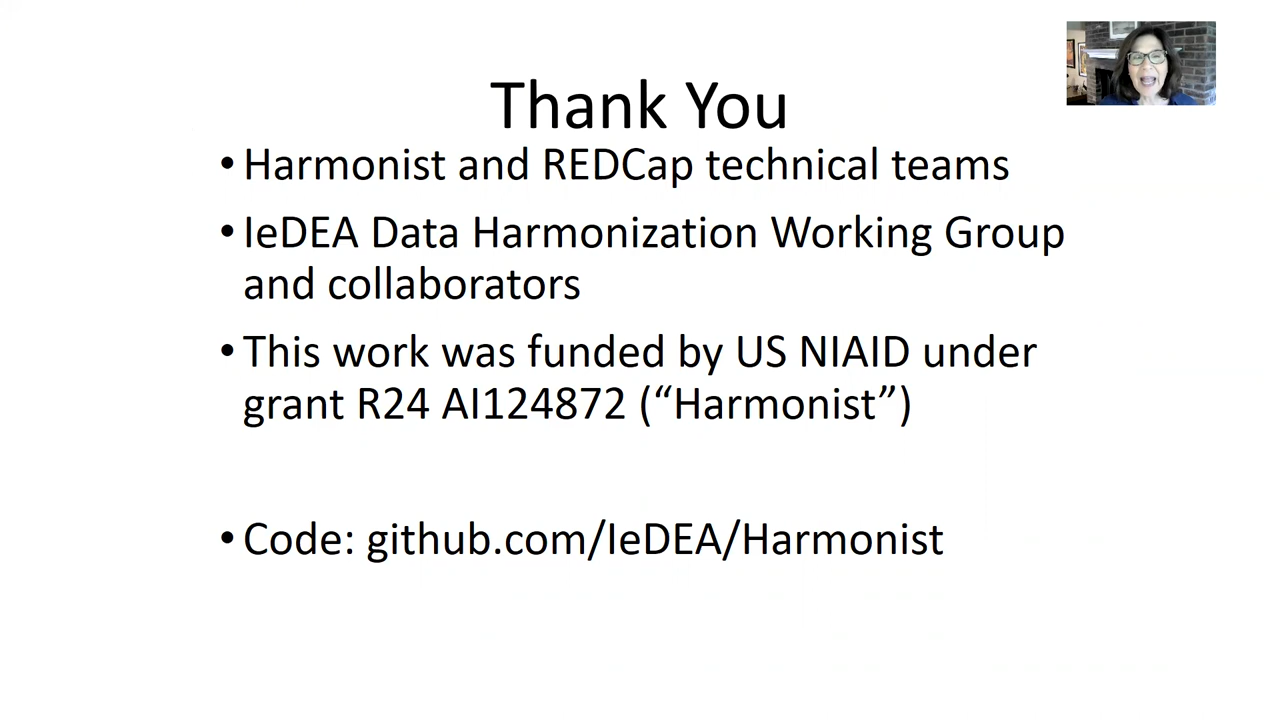 Thank You
• Harmonist and REDCap technical teams
• IeDEA Data Harmonization Working Group
and collaborators
• This work was funded by US NIAID under
grant R24 AI124872 (“Harmonist”)
• Code: github.com/IeDEA/Harmonist